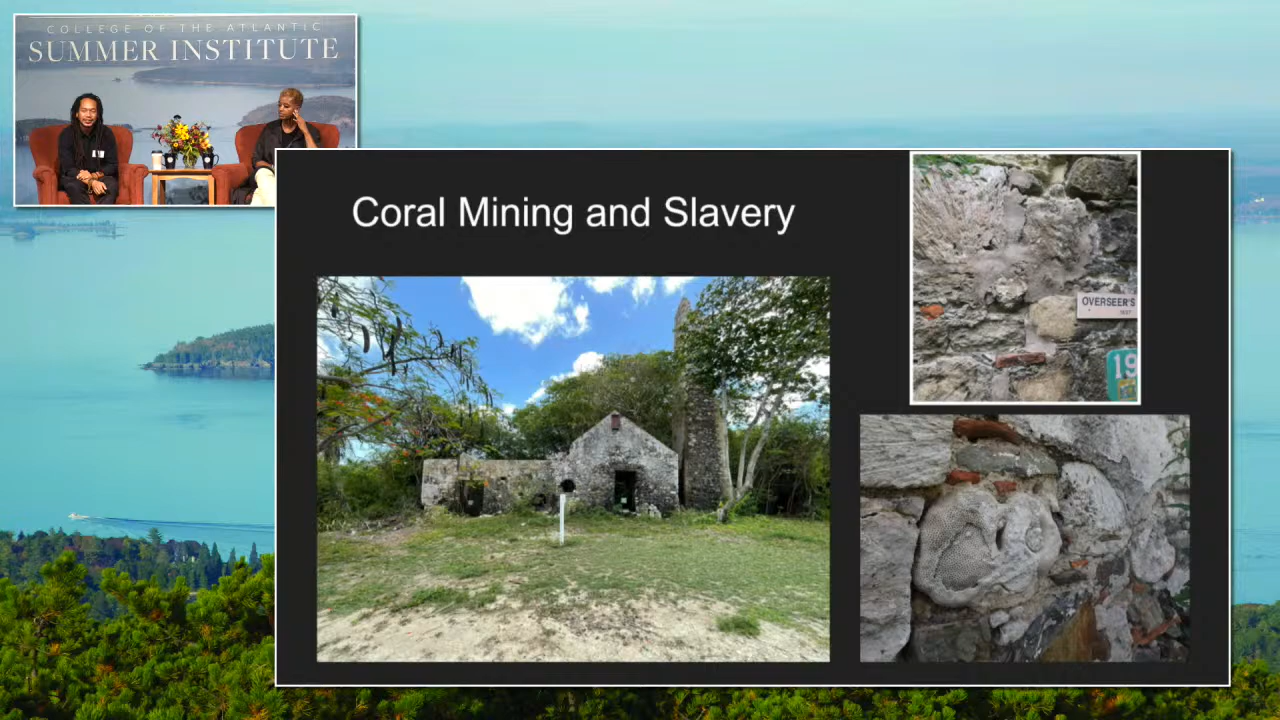 COLLEGE OF THE ATLANTIC
SUMMER INSTITUTE
Coral Mining and Slavery
OVERSEER'S
19